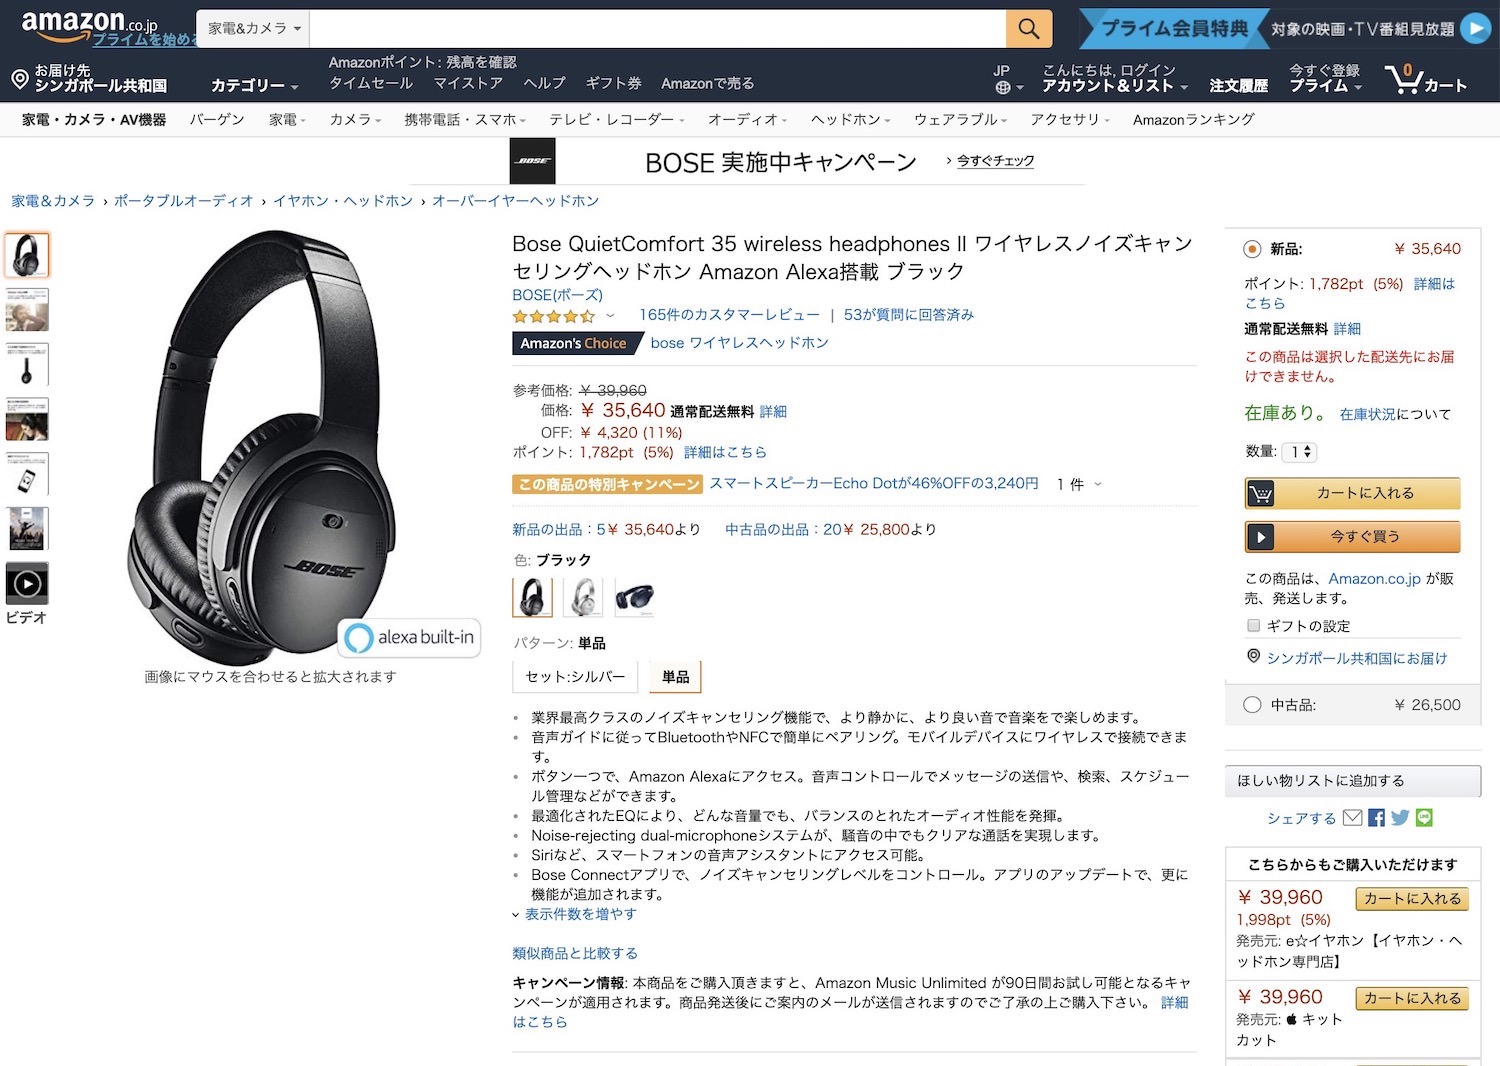 amazon.co.jp
プライムを始める
家電&カメラ
プライム会員特典
対象の映画・TV番組見放題
お届け先
シンガポール共和国
カテゴリー
Amazonポイント: 残高を確認
タイムセール マイストア ヘルプ ギフト券 Amazonで売る
JP
こんにちは, ログイン
アカウント&リスト
注文履歴
今すぐ登録
プライム
0
カート
家電・カメラ・AV機器 バーゲン 家電 カメラ 携帯電話・スマホ テレビ・レコーダー オーディオ ヘッドホン ウェアラブル アクセサリ Amazonランキング
BOSE
BOSE 実施中キャンペーン
› 今すぐチェック
家電&カメラ › ポータブルオーディオ › イヤホン・ヘッドホン › オーバーイヤーヘッドホン
ビデオ
BOSE
alexa built-in
画像にマウスを合わせると拡大されます
Bose QuietComfort 35 wireless headphones II ワイヤレスノイズキャン
セリングヘッドホン Amazon Alexa搭載 ブラック
BOSE(ボーズ)
165件のカスタマーレビュー | 53が質問に回答済み
Amazon's Choice bose ワイヤレスヘッドホン
参考価格: ￥ 39,960
価格: ￥ 35,640 通常配送無料 詳細
OFF: ￥ 4,320 (11%)
ポイント: 1,782pt (5%) 詳細はこちら
この商品の特別キャンペーン スマートスピーカーEcho Dotが46%OFFの3,240円 1 件
新品の出品：5￥ 35,640より 中古品の出品：20￥ 25,800より
色: ブラック
パターン: 単品
セット:シルバー 単品
業界最高クラスのノイズキャンセリング機能で、より静かに、より良い音で音楽をで楽しめます。
音声ガイドに従ってBluetoothやNFCで簡単にペアリング。モバイルデバイスにワイヤレスで接続できま
す。
ボタン一つで、Amazon Alexaにアクセス。音声コントロールでメッセージの送信や、検索、スケジュー
ル管理などができます。
最適化されたEQにより、どんな音量でも、バランスのとれたオーディオ性能を発揮。
Noise-rejecting dual-microphoneシステムが、騒音の中でもクリアな通話を実現します。
Siriなど、スマートフォンの音声アシスタントにアクセス可能。
Bose Connectアプリで、ノイズキャンセリングレベルをコントロール。アプリのアップデートで、更に
機能が追加されます。
表示件数を増やす
類似商品と比較する
キャンペーン情報: 本商品をご購入頂きますと、Amazon Music Unlimited が90日間お試し可能となるキャ
ンペーンが適用されます。商品発送後にご案内のメールが送信されますのでご了承の上ご購入下さい。 詳細
はこちら
新品: ￥ 35,640
ポイント: 1,782pt (5%) 詳細は
こちら
通常配送無料 詳細
この商品は選択した配送先にお届
けできません。
在庫あり。 在庫状況について
数量: 1
カートに入れる
今すぐ買う
この商品は、Amazon.co.jp が販
売、発送します。
ギフトの設定
シンガポール共和国にお届け
中古品: ￥ 26,500
ほしい物リストに追加する
シェアする
こちらからもご購入いただけます
￥ 39,960 カートに入れる
1,998pt (5%)
発売元: e☆イヤホン【イヤホン・ヘ
ッドホン専門店】
￥ 39,960 カートに入れる
発売元: キット
カット